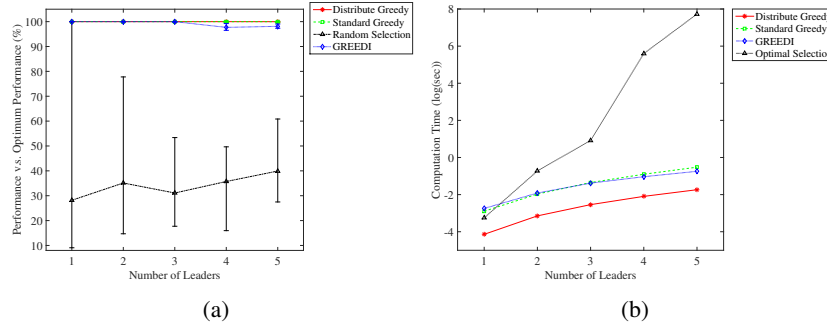 Performance v.s. Optimum Performance (%)
100
90
80
70
60
50
40
30
20
10
1 2 3 4 5
Number of Leaders
Distribute Greedy
Standard Greedy
Random Selection
GREEDI
(a)
Computation Time (log(sec)
8
6
4
2
0
-2
-4
1 2 3 4 5
Number of Leaders
Distribute Greedy
Standard Greedy
GREEDI
Optimal Selection
(b)